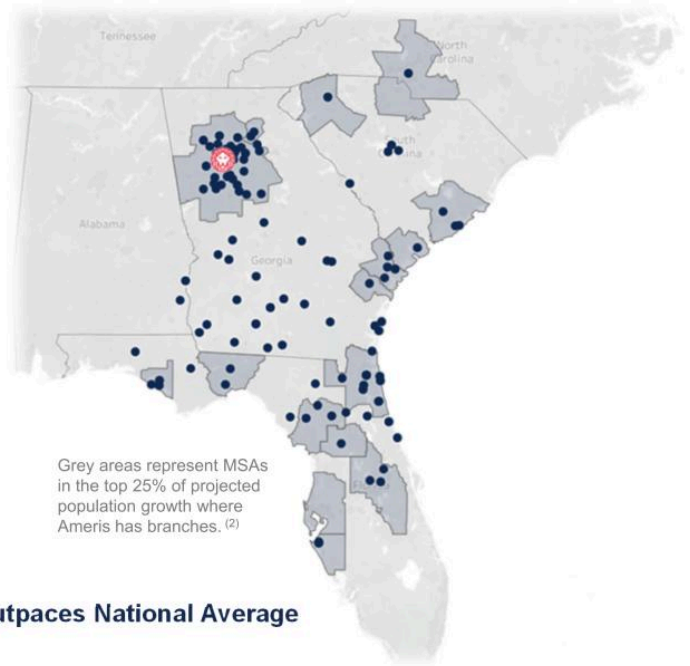 Tennessee
North
Carolina
South
Carolina
Alabama
Georgia
Grey areas represent MSAs
in the top 25% of projected
population growth where
Ameris has branches. (2)
Florida
utpaces National Average